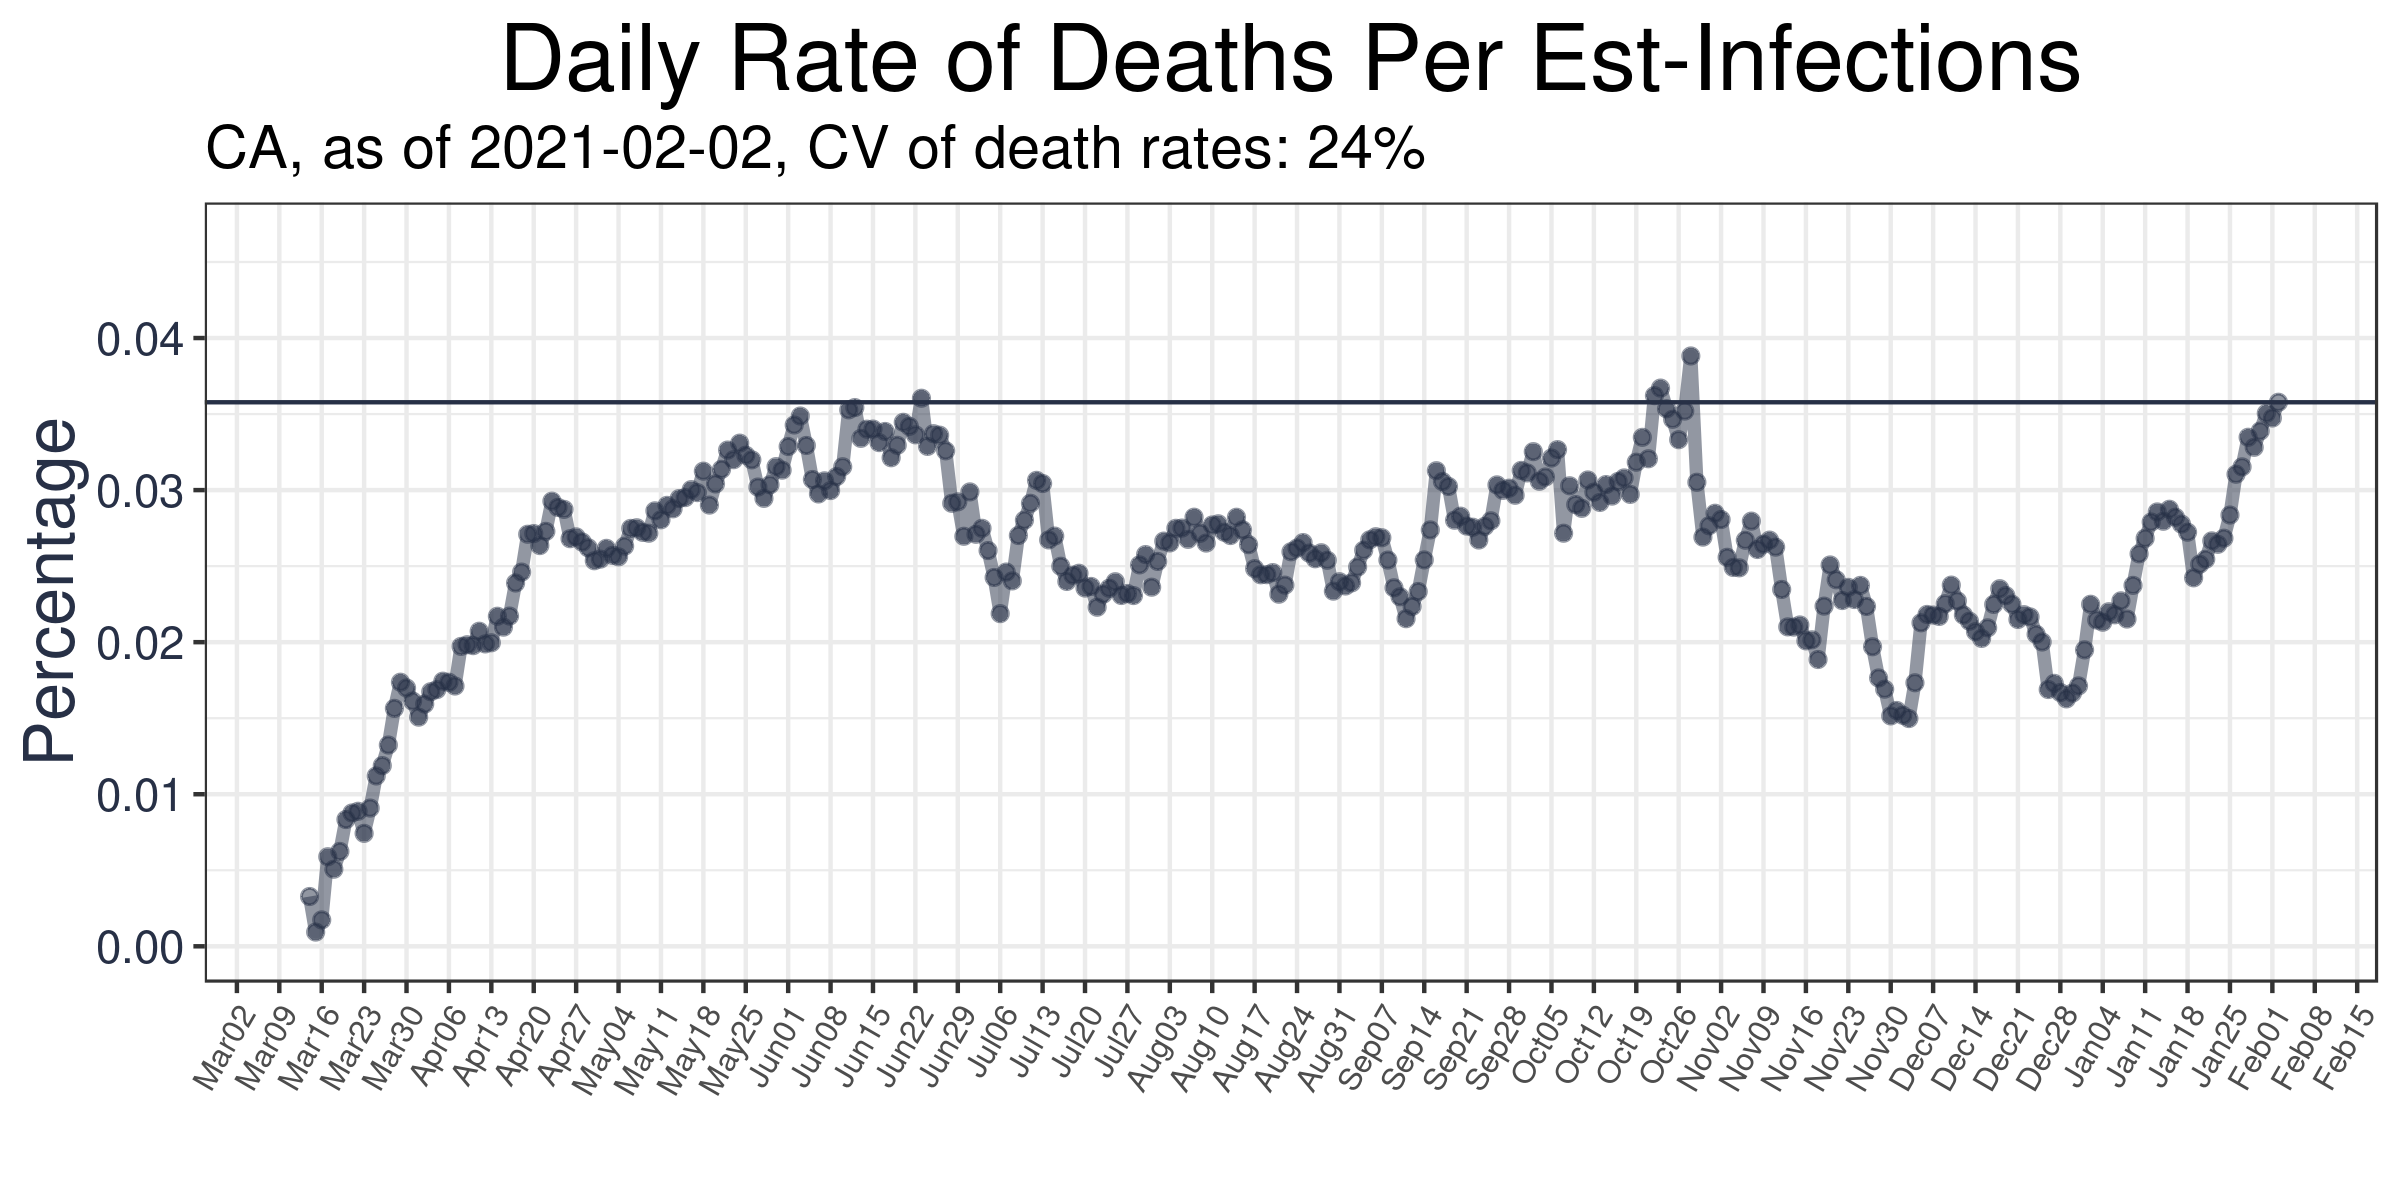 Daily Rate of Deaths Per Est-Infections
CA, as of 2021-02-02, CV of death rates: 24%
Percentage
0.04
0.03
0.02
0.01
0.00
Mar02 Mar09 Mar16 Mar23 Mar30 Apr06 Apr13 Apr20 Apr27 May04 May11 May18 May25 Jun01 Jun08 Jun15 Jun22 Jun29 Jul06 Jul13 Jul20 Jul27 Aug03 Aug10 Aug17 Aug24 Aug31 Sep07 Sep14 Sep21 Sep28 Oct05 Oct12 Oct19 Oct26 Nov02 Nov09 Nov16 Nov23 Nov30 Dec07 Dec14 Dec21 Dec28 Jan04 Jan11 Jan18 Jan25 Feb01 Feb08 Feb15